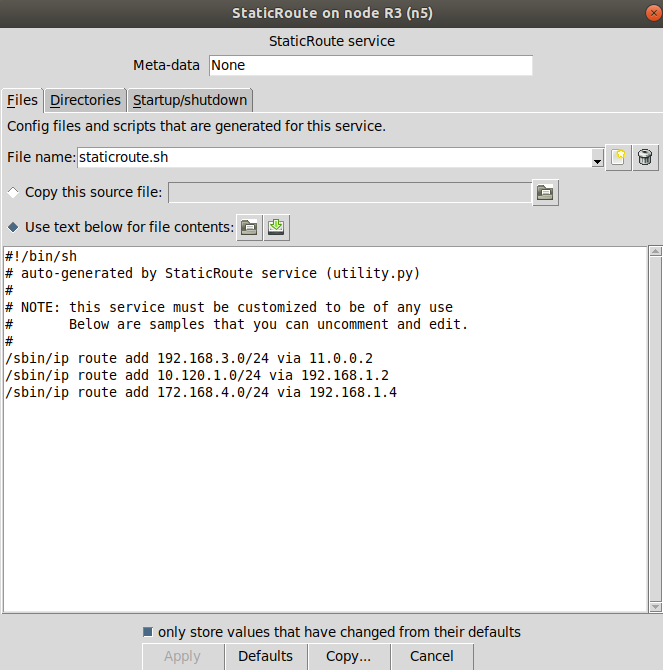 StaticRoute on node R3 (n5)
StaticRoute service
Meta-data None
Files Directories Startup/shutdown
Config files and scripts that are generated for this service.
File name: staticroute.sh
Copy this source file:
Use text below for file contents:
#!/bin/sh
# auto-generated by StaticRoute service (utility.py)
#
# NOTE: this service must be customized to be of any use
#       Below are samples that you can uncomment and edit.
#
/sbin/ip route add 192.168.3.0/24 via 11.0.0.2
/sbin/ip route add 10.120.1.0/24 via 192.168.1.2
/sbin/ip route add 172.168.4.0/24 via 192.168.1.4
only store values that have changed from their defaults
Apply Defaults Copy... Cancel